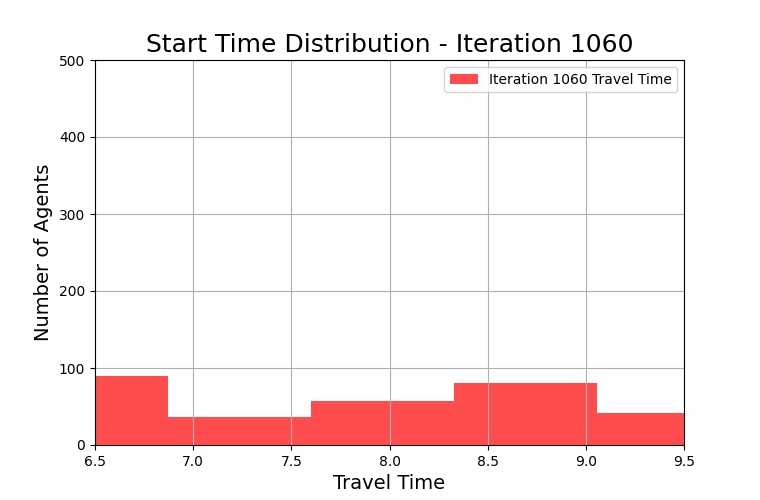 Start Time Distribution - Iteration 1060
Iteration 1060 Travel Time
Number of Agents
500
400
300
200
100
0
6.5 7.0 7.5 8.0 8.5 9.0 9.5
Travel Time